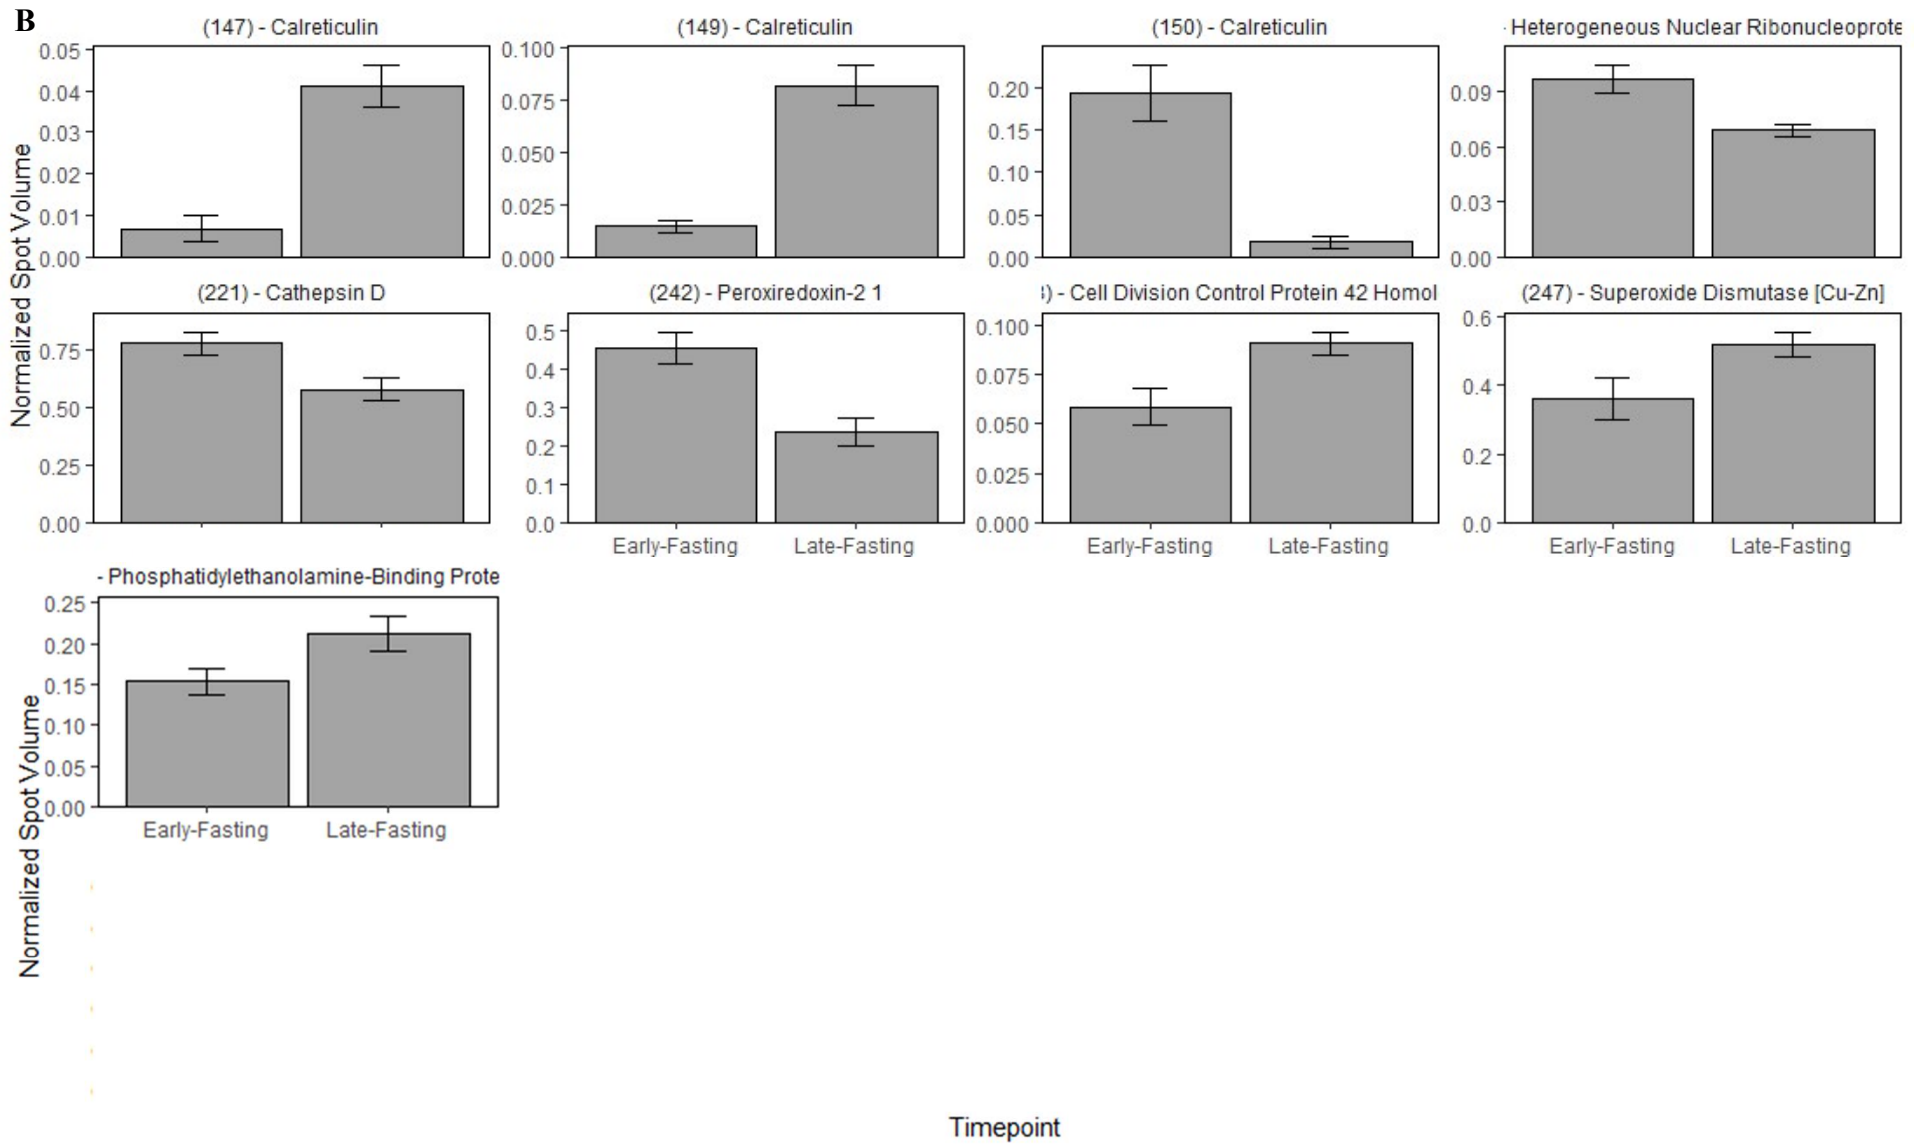 B
(147) - Calreticulin
(149) - Calreticulin
(150) - Calreticulin
- Heterogeneous Nuclear Ribonucleoprote
0.05
0.04
0.03
0.02
0.01
0.00
0.100
0.075
0.050
0.025
0.000
0.20
0.15
0.10
0.05
0.00
0.09
0.06
0.03
0.00
Normalized Spot Volume
(221) - Cathepsin D
(242) - Peroxiredoxin-2 1
3) - Cell Division Control Protein 42 Homol
(247) - Superoxide Dismutase [Cu-Zn]
0.75
0.50
0.25
0.00
0.5
0.4
0.3
0.2
0.1
0.0
0.100
0.075
0.050
0.025
0.000
0.6
0.4
0.2
0.0
Early-Fasting Late-Fasting
Early-Fasting Late-Fasting
Early-Fasting Late-Fasting
- Phosphatidylethanolamine-Binding Prote
0.25
0.20
0.15
0.10
0.05
0.00
Early-Fasting Late-Fasting
Normalized Spot Volume
Timepoint